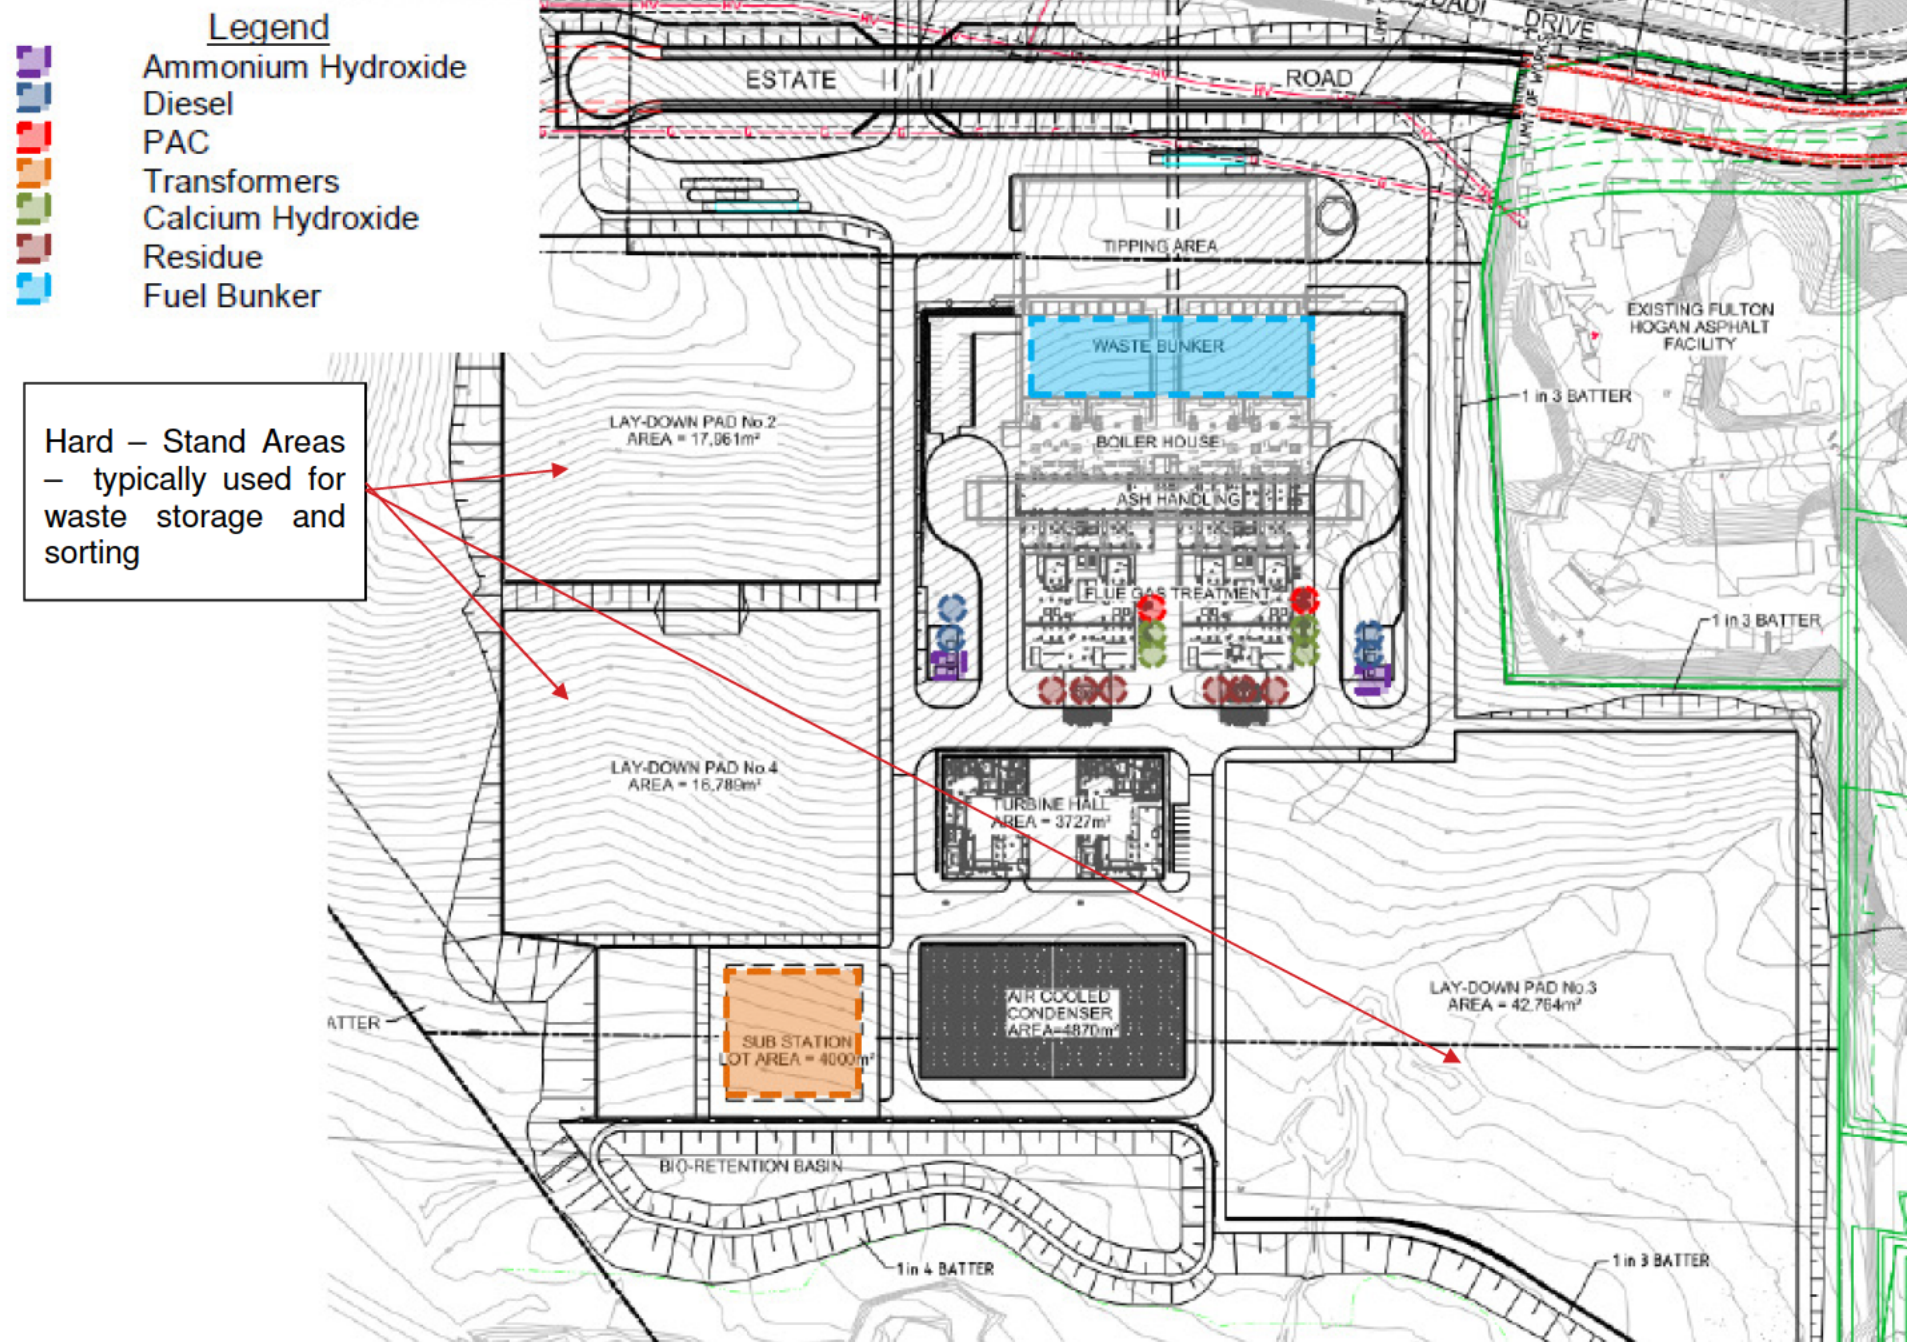 Legend
Ammonium Hydroxide
Diesel
PAC
Transformers
Calcium Hydroxide
Residue
Fuel Bunker
DRIVE
ESTATE ROAD
TIPPING AREA
EXISTING FULTON
HOGAN ASPHALT
FACILITY
WASTE BUNKER
1 in 3 BATTER
Hard – Stand Areas
– typically used for
waste storage and
sorting
LAY-DOWN PAD No.2
AREA = 17,961m²
BOILER HOUSE
ASH HANDLING
FLUE GAS TREATMENT
1 in 3 BATTER
LAY-DOWN PAD No.4
AREA = 16,789m²
TURBINE HALL
AREA = 3727m²
LAY-DOWN PAD No.3
AREA = 42,764m²
AIR COOLED
CONDENSER
AREA=4870m²
ATTER
SUB STATION
LOT AREA = 4000m²
BIO-RETENTION BASIN
1 in 4 BATTER
1 in 3 BATTER